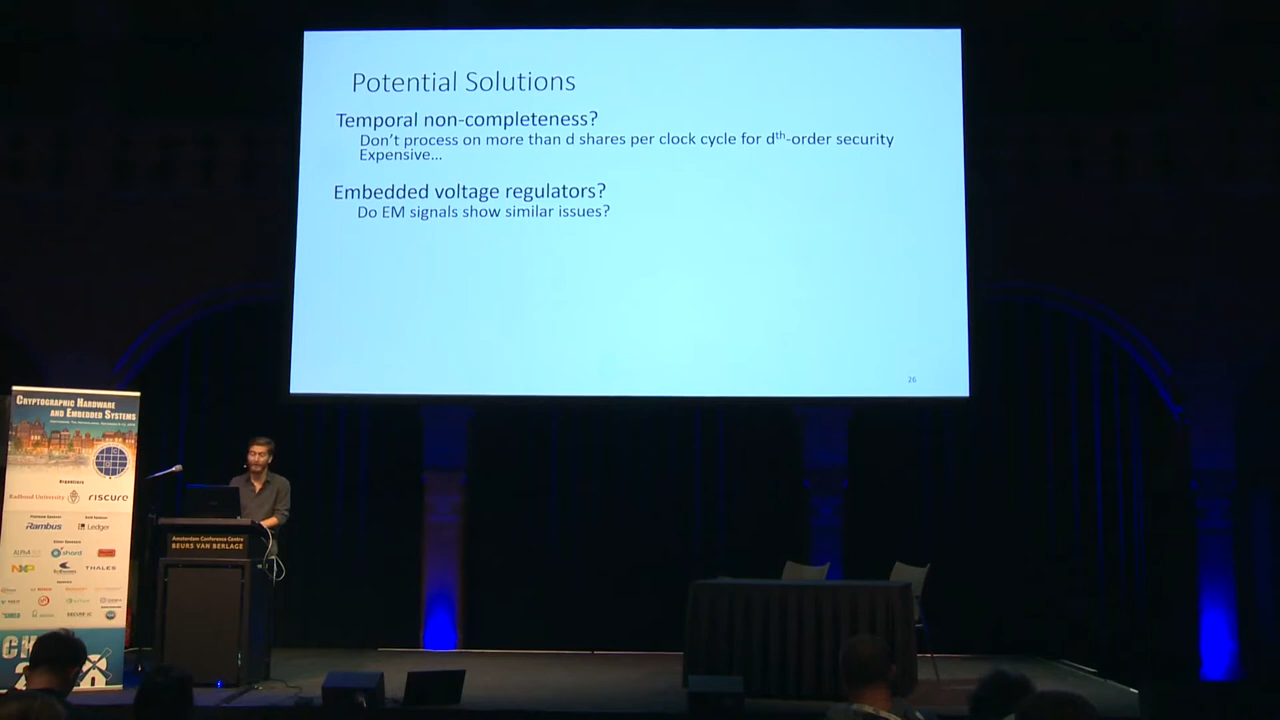 Potential Solutions
Temporal non-completeness?
Don't process on more than d shares per clock cycle for dth-order security
Expensive...
Embedded voltage regulators?
Do EM signals show similar issues?
26
CRYPTOGRAPHIC HARDWARE
AND EMBEDDED SYSTEMS
Organizers
Radboud University
riscure
Rambus
Ledger
eshard
NXP
THALES
Amsterdam Conference Centre
BEURS VAN BERLAGE